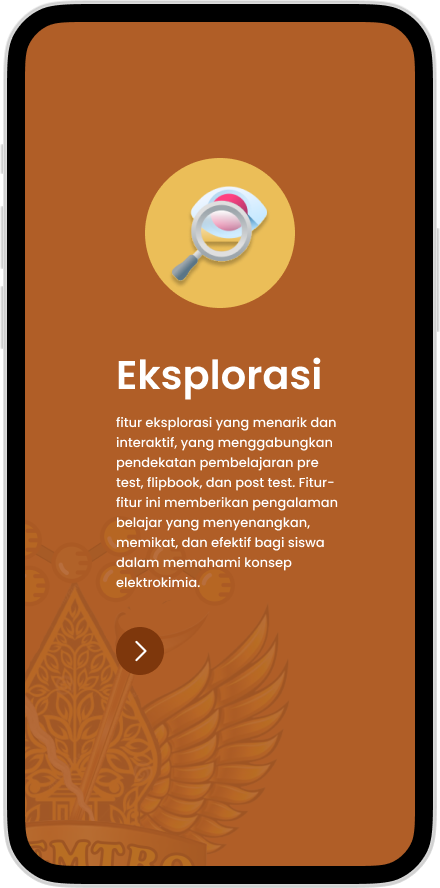 Eksplorasi
fitur eksplorasi yang menarik dan
interaktif, yang menggabungkan
pendekatan pembelajaran pre
test, flipbook, dan post test. Fitur-
fitur ini memberikan pengalaman
belajar yang menyenangkan,
memikat, dan efektif bagi siswa
dalam memahami konsep
elektrokimia.